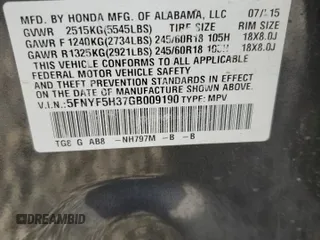 MFD. BY HONDA MFG. OF ALABAMA, LLC 07/15
GVWR 2515KG(5545LBS) TIRE SIZE RIM SIZE
GAWR F 1240KG(2734LBS) 245/60R18 105H 18X8.0J
GAWR R 1325KG(2921LBS) 245/60R18 105H 18X8.0J
THIS VEHICLE CONFORMS TO ALL APPLICABLE FEDERAL MOTOR
VEHICLE SAFETY AND THEFT PREVENTION STANDARDS IN EFFECT
ON THE DATE OF MANUFACTURE SHOWN ABOVE.
V.I.N.: 5FNYF5H37GB009190 TYPE: MPV
TG8 G AB8 -NH797M -B -B
DREAMBID